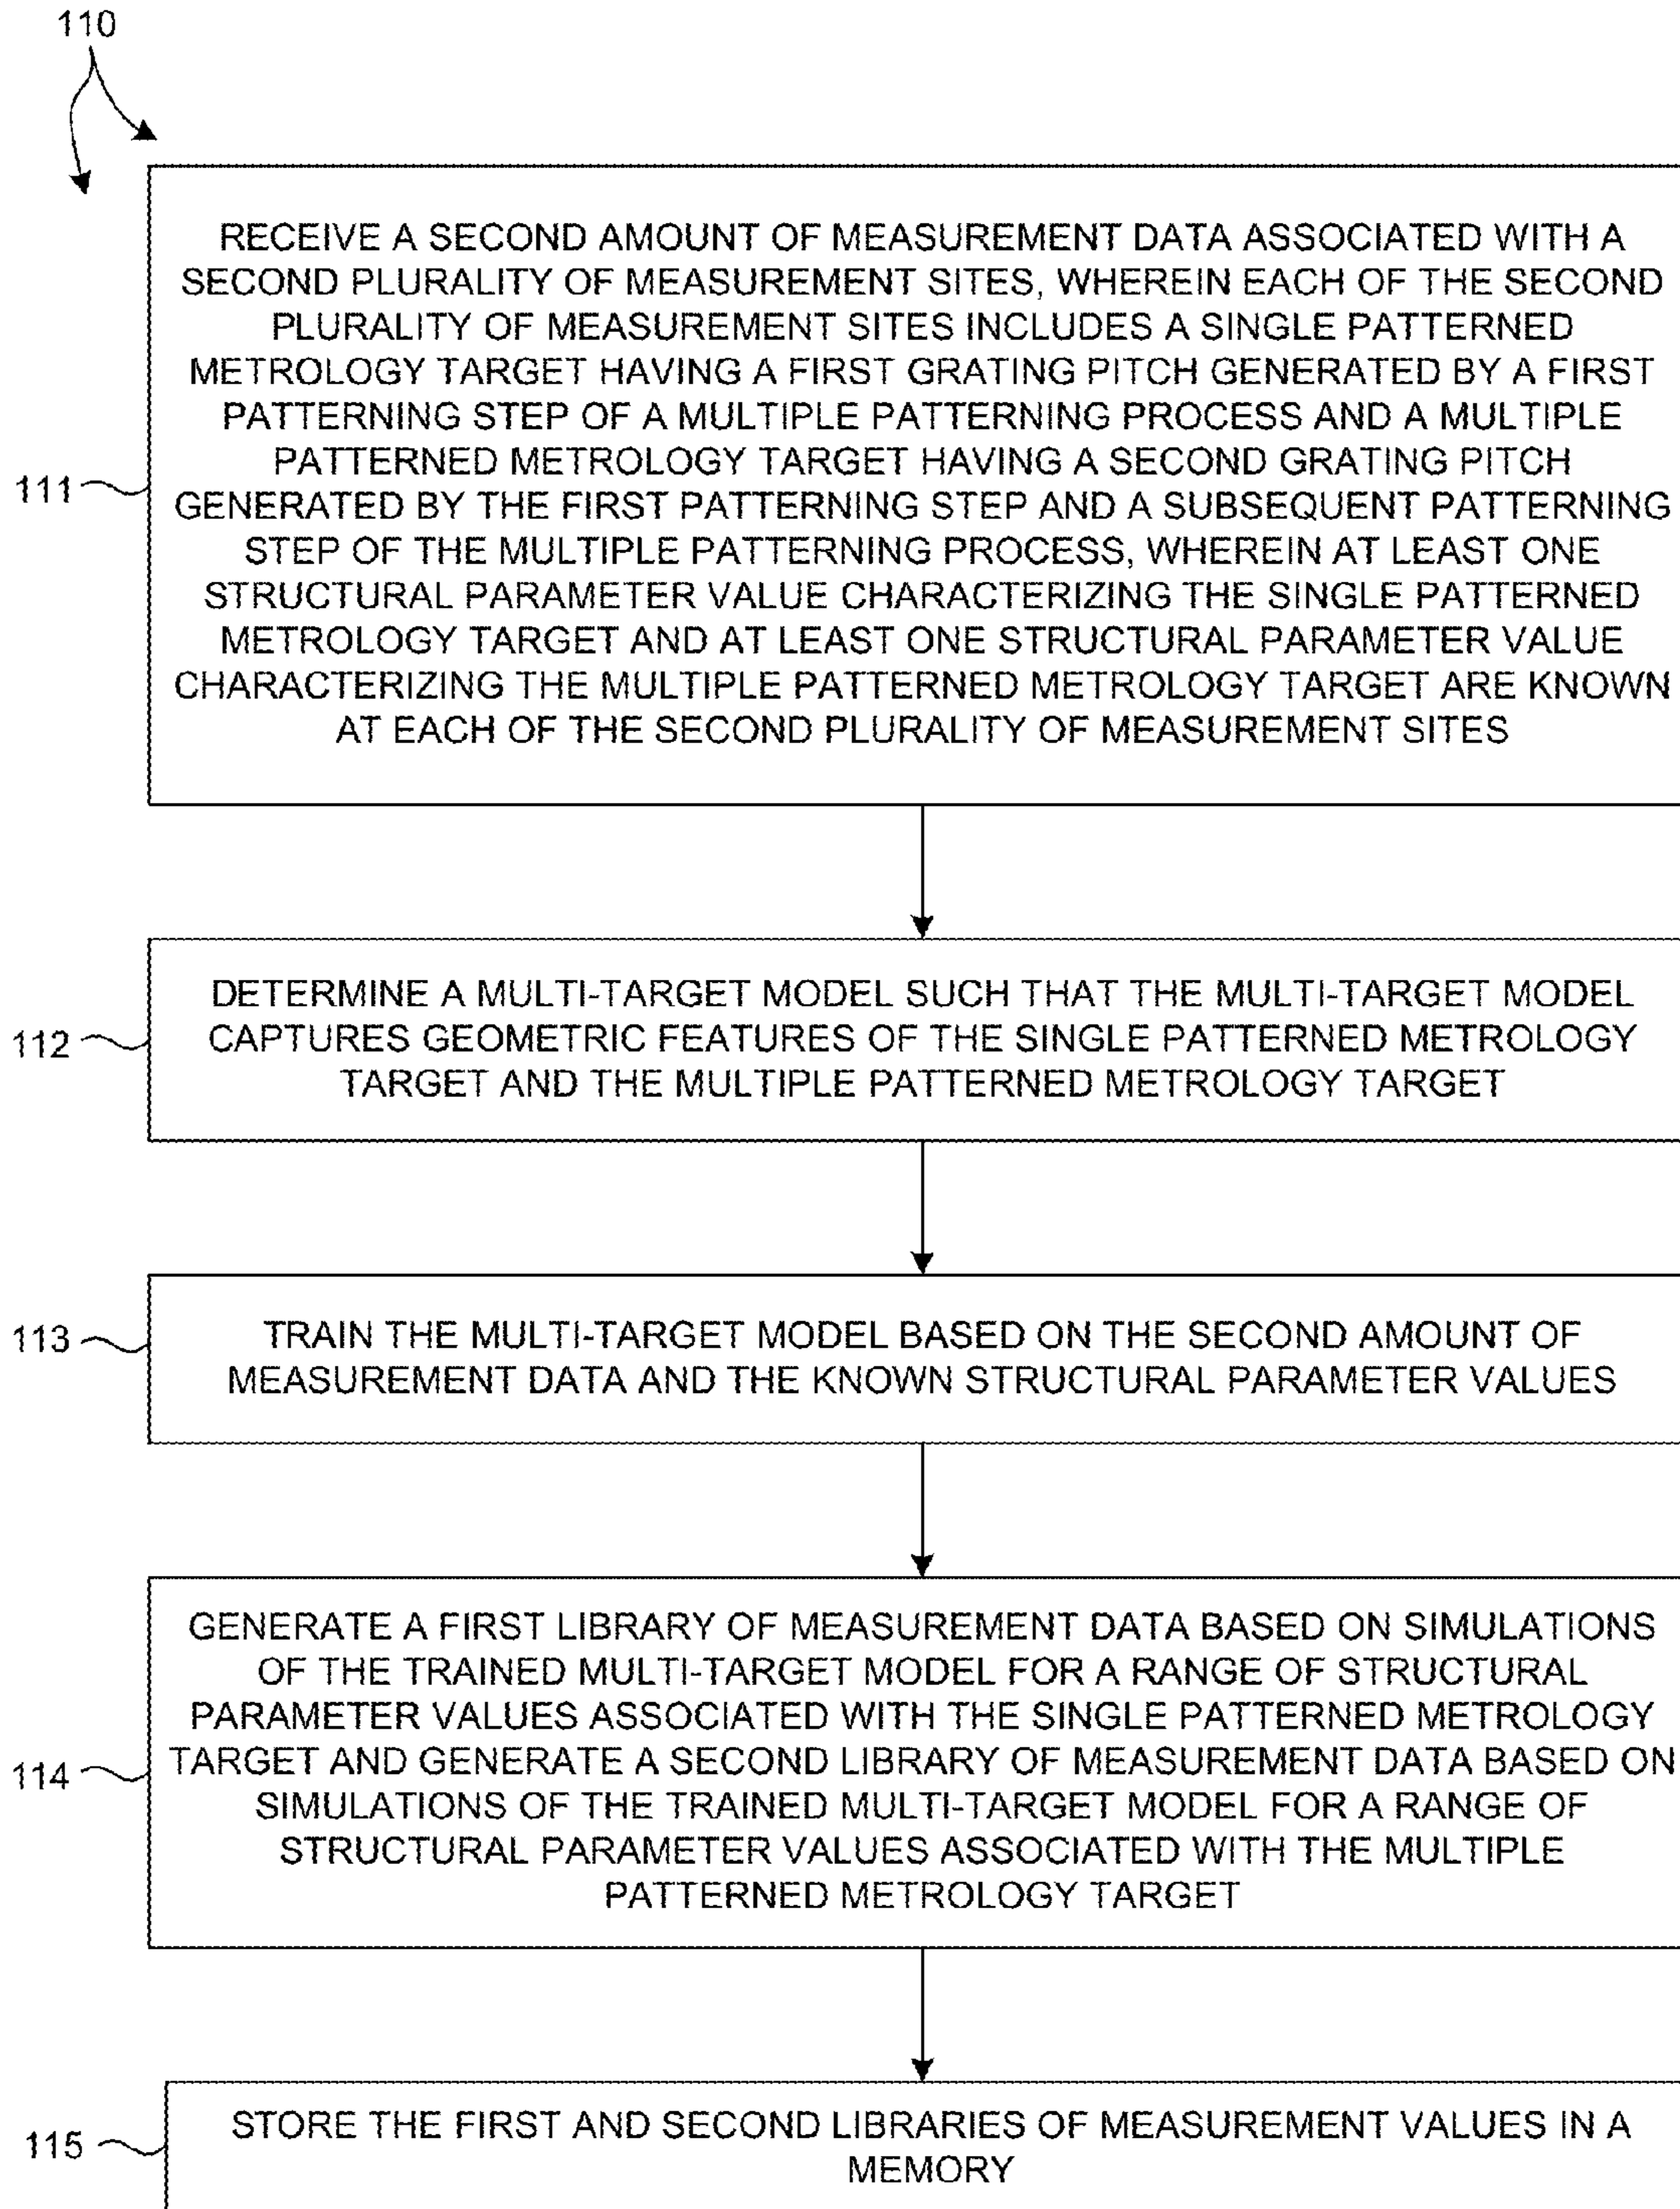 110
RECEIVE A SECOND AMOUNT OF MEASUREMENT DATA ASSOCIATED WITH A
SECOND PLURALITY OF MEASUREMENT SITES, WHEREIN EACH OF THE SECOND
PLURALITY OF MEASUREMENT SITES INCLUDES A SINGLE PATTERNED
METROLOGY TARGET HAVING A FIRST GRATING PITCH GENERATED BY A FIRST
PATTERNING STEP OF A MULTIPLE PATTERNING PROCESS AND A MULTIPLE
PATTERNED METROLOGY TARGET HAVING A SECOND GRATING PITCH
GENERATED BY THE FIRST PATTERNING STEP AND A SUBSEQUENT PATTERNING
STEP OF THE MULTIPLE PATTERNING PROCESS, WHEREIN AT LEAST ONE
STRUCTURAL PARAMETER VALUE CHARACTERIZING THE SINGLE PATTERNED
METROLOGY TARGET AND AT LEAST ONE STRUCTURAL PARAMETER VALUE
CHARACTERIZING THE MULTIPLE PATTERNED METROLOGY TARGET ARE KNOWN
AT EACH OF THE SECOND PLURALITY OF MEASUREMENT SITES
111
DETERMINE A MULTI-TARGET MODEL SUCH THAT THE MULTI-TARGET MODEL
CAPTURES GEOMETRIC FEATURES OF THE SINGLE PATTERNED METROLOGY
TARGET AND THE MULTIPLE PATTERNED METROLOGY TARGET
112
TRAIN THE MULTI-TARGET MODEL BASED ON THE SECOND AMOUNT OF
MEASUREMENT DATA AND THE KNOWN STRUCTURAL PARAMETER VALUES
113
GENERATE A FIRST LIBRARY OF MEASUREMENT DATA BASED ON SIMULATIONS
OF THE TRAINED MULTI-TARGET MODEL FOR A RANGE OF STRUCTURAL
PARAMETER VALUES ASSOCIATED WITH THE SINGLE PATTERNED METROLOGY
TARGET AND GENERATE A SECOND LIBRARY OF MEASUREMENT DATA BASED ON
SIMULATIONS OF THE TRAINED MULTI-TARGET MODEL FOR A RANGE OF
STRUCTURAL PARAMETER VALUES ASSOCIATED WITH THE MULTIPLE
PATTERNED METROLOGY TARGET
114
STORE THE FIRST AND SECOND LIBRARIES OF MEASUREMENT VALUES IN A
MEMORY
115